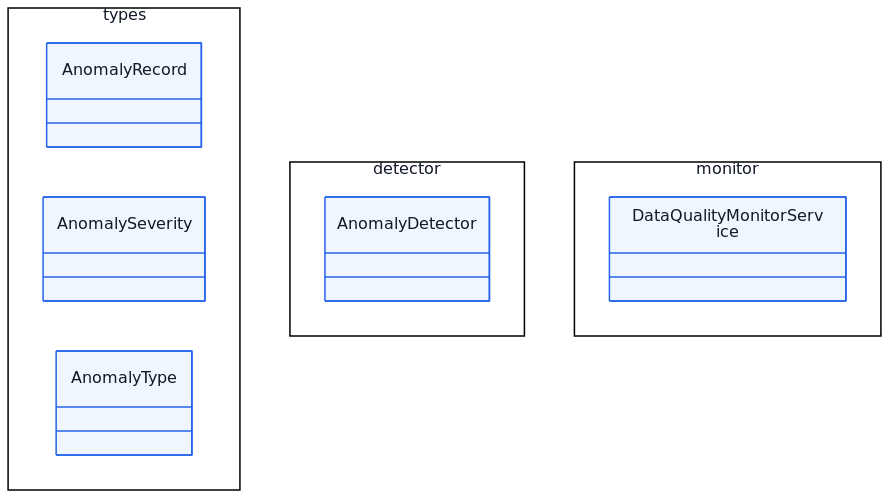 types
AnomalyRecord
AnomalySeverity
AnomalyType
detector
AnomalyDetector
monitor
DataQualityMonitorServ
ice